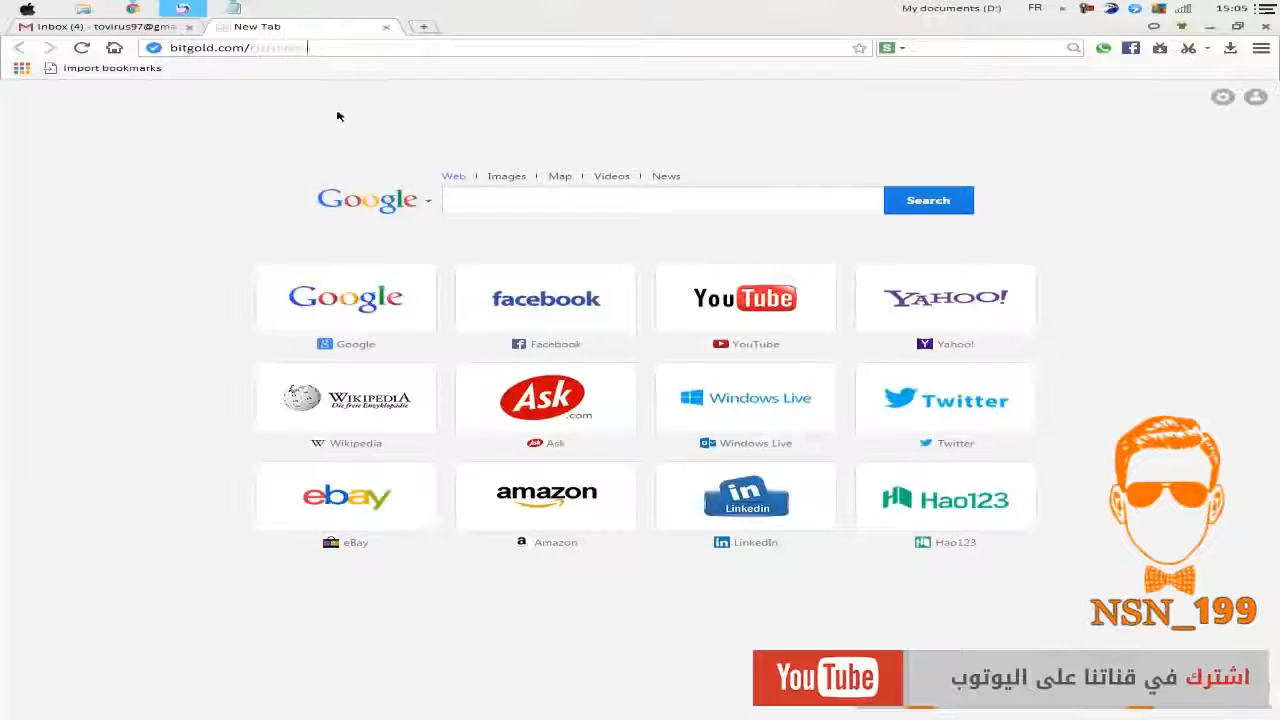 My documents (D:) FR 15:05
Inbox (4) - tovirus97@gma New Tab
bitgold.com/
S
Import bookmarks
Web Images Map Videos News
Google Search
Google facebook YouTube YAHOO!
Google Facebook YouTube Yahoo!
WIKIPEDIA Ask.com Windows Live Twitter
Die freie Enzyklopädie
Wikipedia Ask Windows Live Twitter
ebay amazon in Linkedin Hao123
eBay Amazon LinkedIn Hao123
NSN_199
YouTube اشترك في قناتنا على اليوتوب